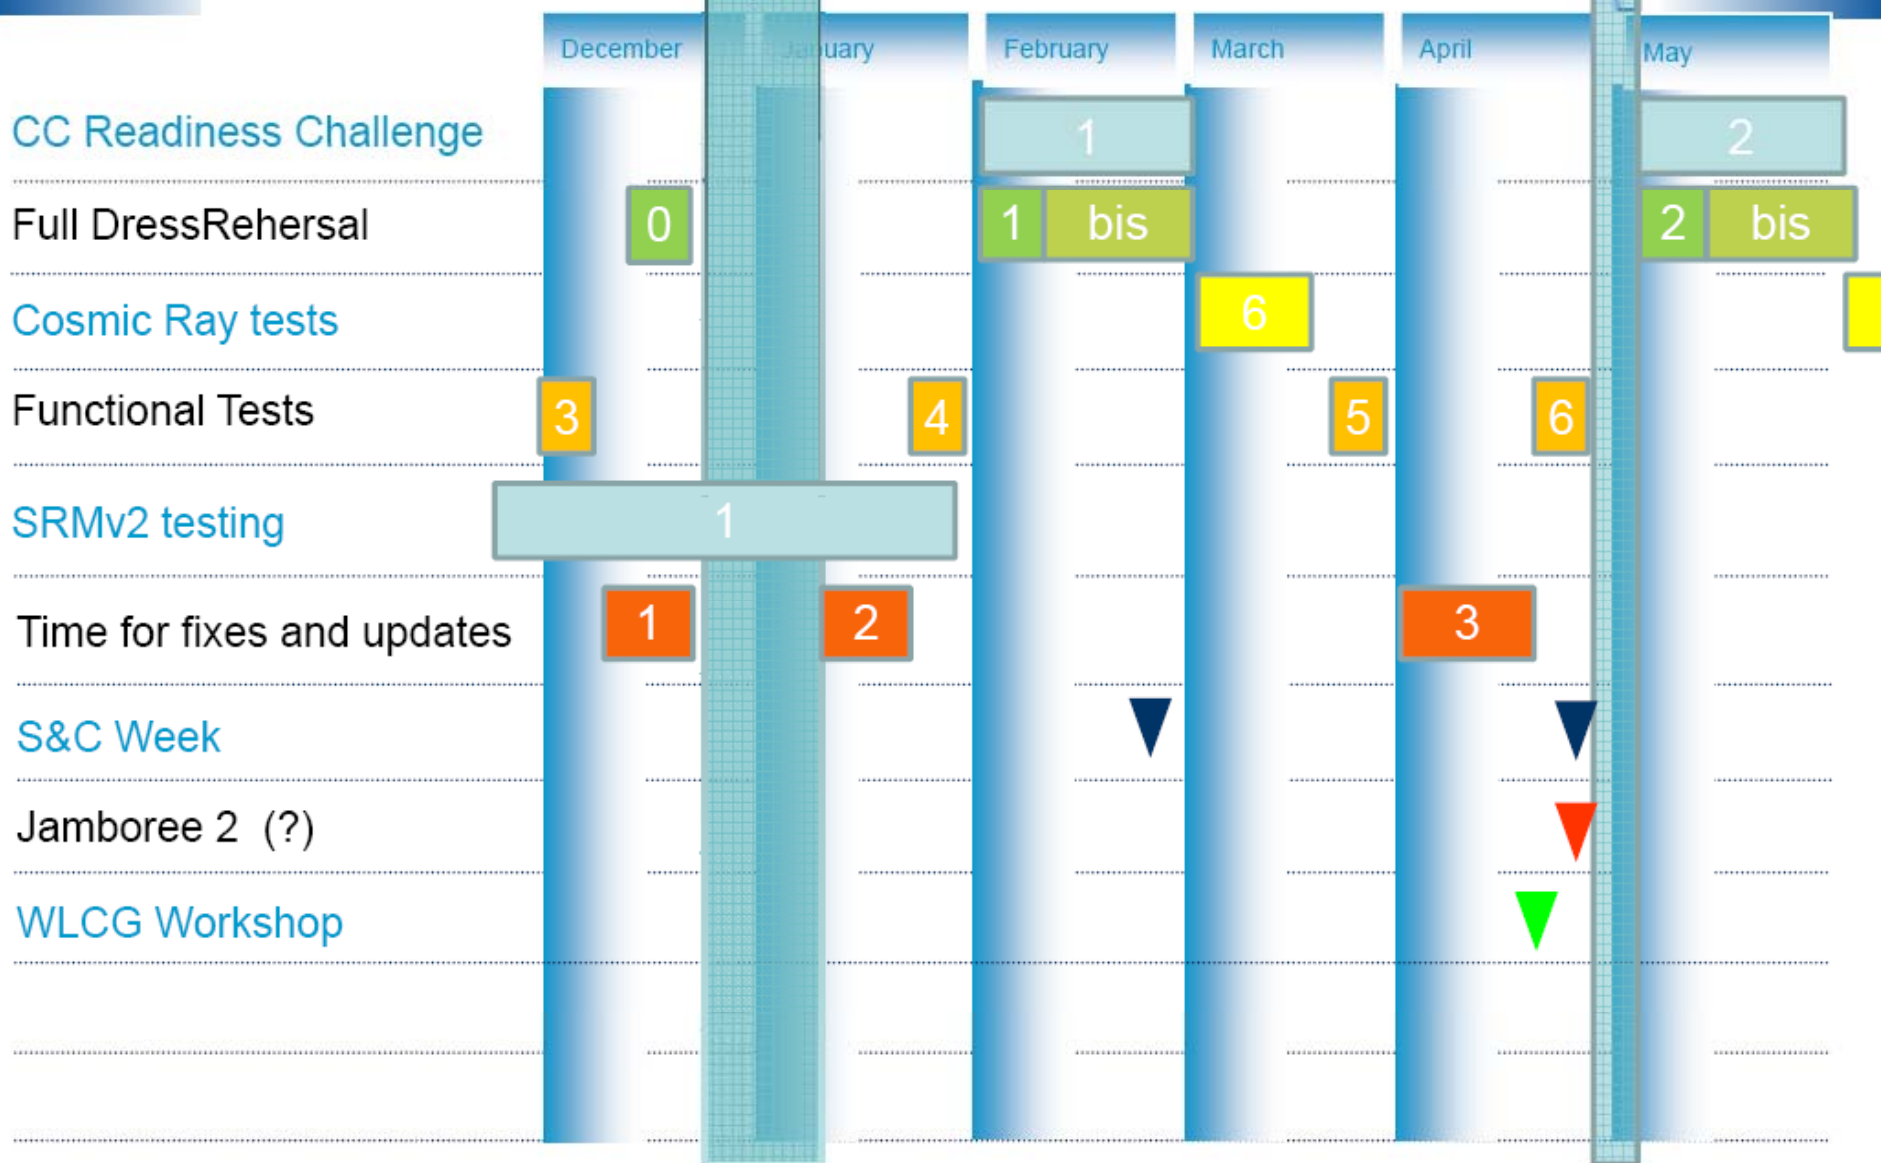 December January February March April May
CC Readiness Challenge 1 2
Full DressRehersal 0 1 bis 2 bis
Cosmic Ray tests 6
Functional Tests 3 4 5 6
SRMv2 testing 1
Time for fixes and updates 1 2 3
S&C Week
Jamboree 2 (?)
WLCG Workshop